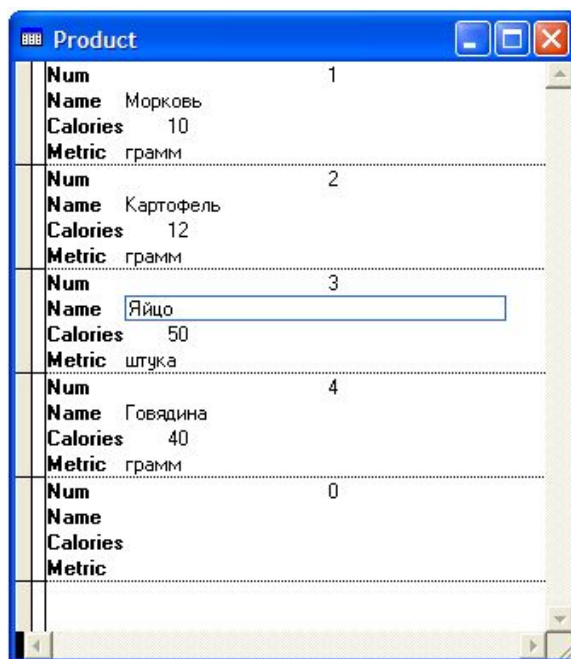 Product
Num 1
Name Морковь
Calories 10
Metric грамм
Num 2
Name Картофель
Calories 12
Metric грамм
Num 3
Name Яйцо
Calories 50
Metric штука
Num 4
Name Говядина
Calories 40
Metric грамм
Num 0
Name
Calories
Metric